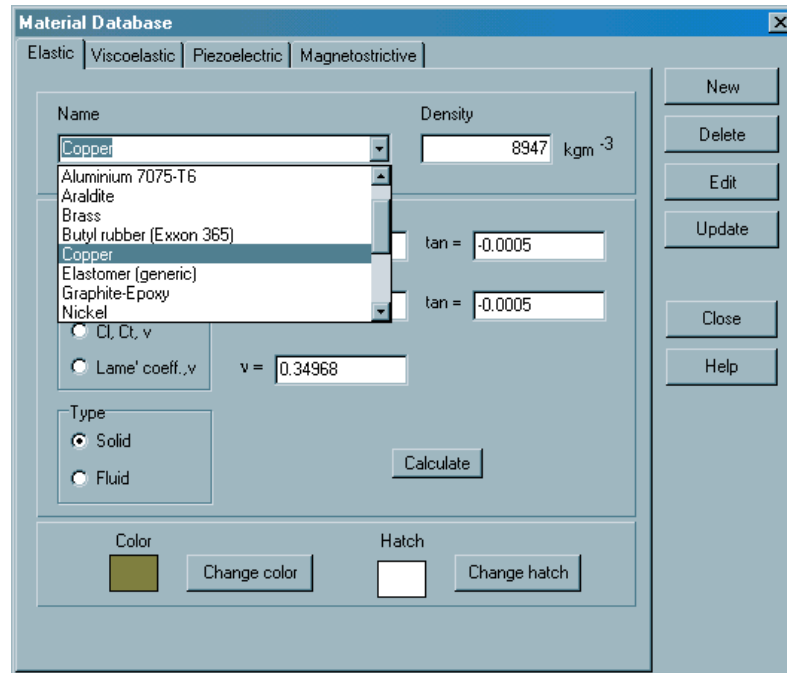 Material Database
Elastic Viscoelastic Piezoelectric Magnetostrictive
Name Density
Copper 8947 kgm -3
Aluminium 7075-T6
Araldite
Brass
Butyl rubber (Exxon 365)
Copper
Elastomer (generic)
Graphite-Epoxy
Nickel
tan = -0.0005
tan = -0.0005
Cl, Ct, ν
Lame' coeff.,ν ν = 0.34968
Type
Solid
Fluid
Calculate
Color Hatch
Change color Change hatch
New
Delete
Edit
Update
Close
Help